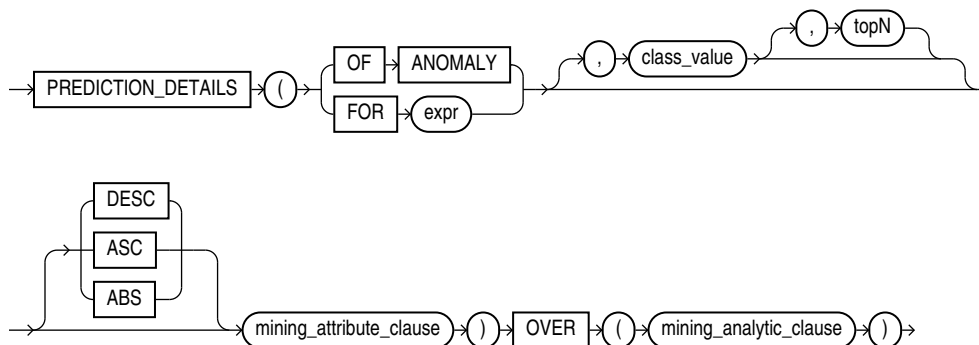 , topN
OF ANOMALY , class_value
PREDICTION_DETAILS (
FOR expr
DESC
ASC
ABS
mining_attribute_clause ) OVER ( mining_analytic_clause )